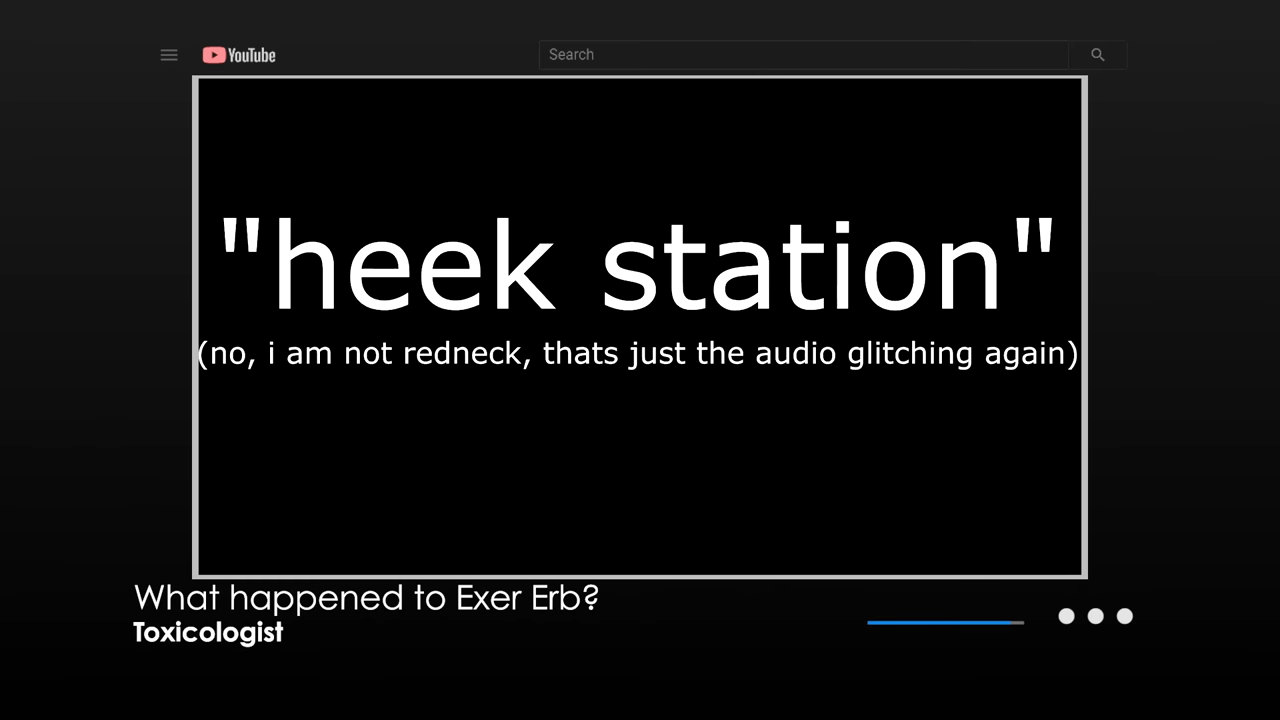 YouTube
Search
"heek station"
(no, i am not redneck, thats just the audio glitching again)
What happened to Exer Erb?
Toxicologist